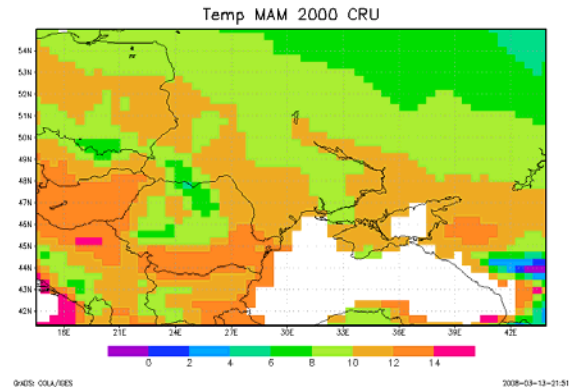 Temp MAM 2000 CRU
54N
53N
52N
51N
50N
49N
48N
47N
46N
45N
44N
43N
42N
18E 21E 24E 27E 30E 33E 36E 39E 42E
0 2 4 6 8 10 12 14
GrADS: COLA/IGES 2008-03-13-21:51